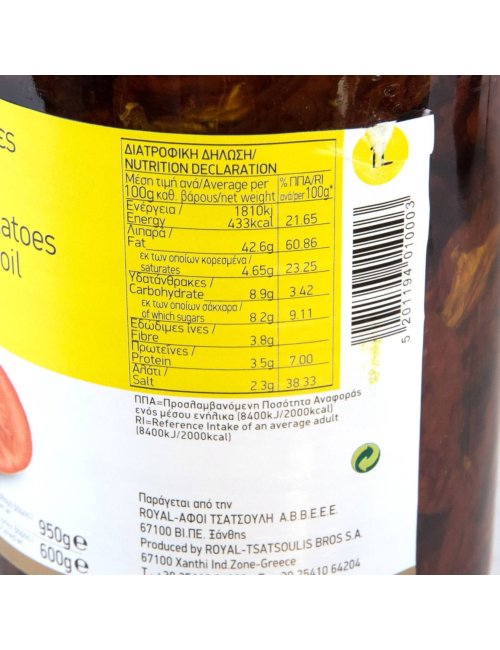 ΔΙΑΤΡΟΦΙΚΗ ΔΗΛΩΣΗ/
NUTRITION DECLARATION
Μέση τιμή ανά/Average per % ΠΠΑ/RI
100g καθ. βάρους/net weight ανά/per 100g*
Ενέργεια / 1810kj
Energy 433kcal 21.65
Λιπαρά /
Fat 42.6g 60.86
εκ των οποίων κορεσμένα /
saturates 4.65g 23.25
Υδατάνθρακες /
Carbohydrate 8.9g 3.42
εκ των οποίων σάκχαρα /
of which sugars 8.2g 9.11
Εδώδιμες ίνες /
Fibre 3.8g
Πρωτεΐνες /
Protein 3.5g 7.00
Αλάτι /
Salt 2.3g 38.33
ΠΠΑ=Προσλαμβανόμενη Ποσότητα Αναφοράς
ενός μέσου ενήλικα (8400kJ/2000kcal)
RI=Reference Intake of an average adult
(8400kJ/2000kcal)
1L
5201194010003
atoes
oil
950g e
600g e
Παράγεται από την
ROYAL-ΑΦΟΙ ΤΣΑΤΣΟΥΛΗ Α.Β.Β.Ε.Ε.Ε.
67100 ΒΙ.ΠΕ. Ξάνθης
Produced by ROYAL-TSATSOULIS BROS S.A.
67100 Xanthi Ind.Zone-Greece
25410 64204